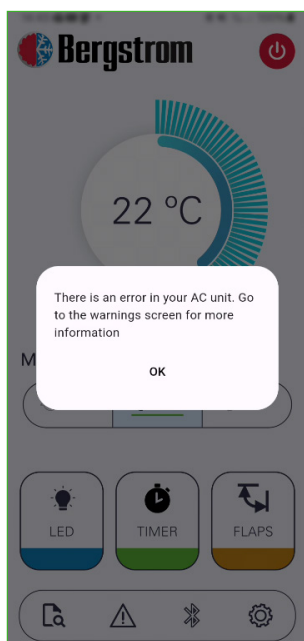 Bergstrom
22 °C
There is an error in your AC unit. Go
to the warnings screen for more
information
OK
M
LED
TIMER
FLAPS